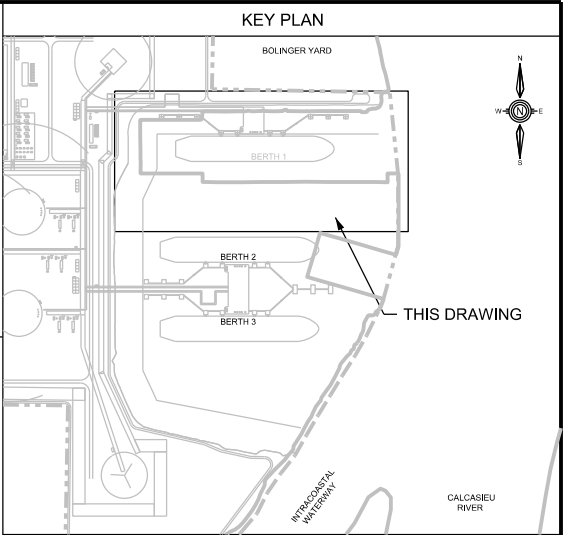 KEY PLAN
BOLINGER YARD
N
W N E
S
BERTH 1
BERTH 2
THIS DRAWING
BERTH 3
INTRACOASTAL
WATERWAY
CALCASIEU
RIVER